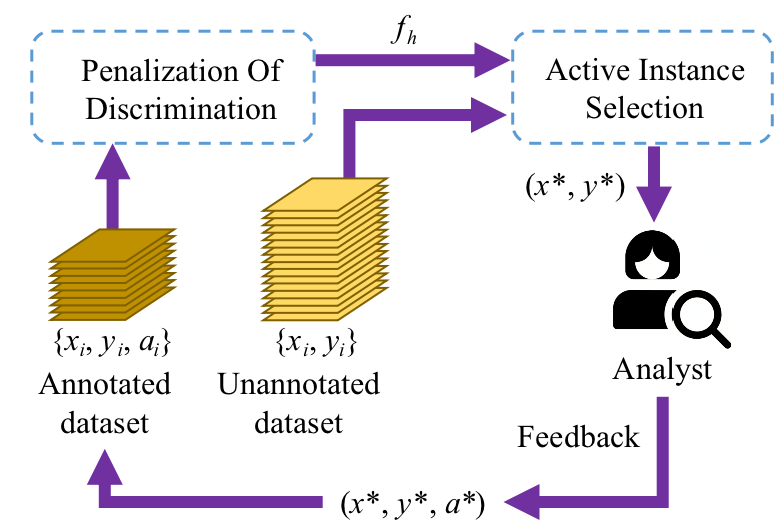 f_h
Penalization Of
Discrimination
Active Instance
Selection
(x*, y*)
{x_i, y_i, a_i}
Annotated
dataset
{x_i, y_i}
Unannotated
dataset
Analyst
Feedback
(x*, y*, a*)